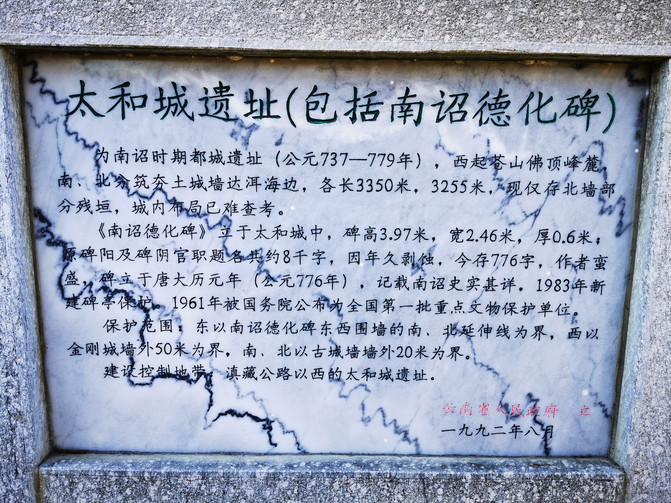 太和城遗址(包括南诏德化碑)
为南诏时期都城遗址（公元737—779年），西起苍山佛顶峰麓，
南、北夯筑夯土城墙达洱海边，各长3350米，3255米，现仅存北墙部
分残垣，城内布局已难查考。
《南诏德化碑》立于太和城中，碑高3.97米，宽2.46米，厚0.6米；
原碑阳及碑阴官职题名共约8千字，因年久剥蚀，今存776字，作者蛮
盛，碑立于唐大历元年（公元776年），记载南诏史实甚详，1983年新
建碑亭保护。1961年被国务院公布为全国第一批重点文物保护单位。
保护范围：东以南诏德化碑东西围墙的南、北延伸线为界，西以
金刚城墙外50米为界，南、北以古城墙墙外20米为界。
建设控制地带，滇藏公路以西的太和城遗址。
云南省人民政府 立
一九九二年八月